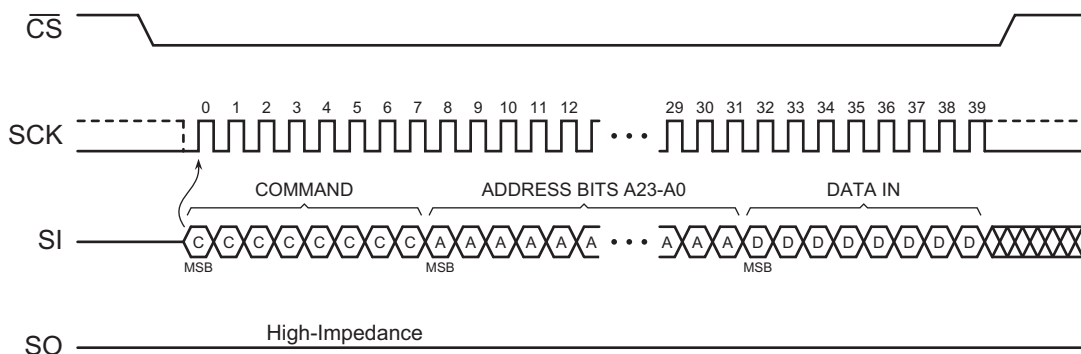 CS
0 1 2 3 4 5 6 7 8 9 10 11 12 29 30 31 32 33 34 35 36 37 38 39
SCK
COMMAND ADDRESS BITS A23-A0 DATA IN
SI C C C C C C C C A A A A A A A A A D D D D D D D D
MSB MSB MSB
High-Impedance
SO